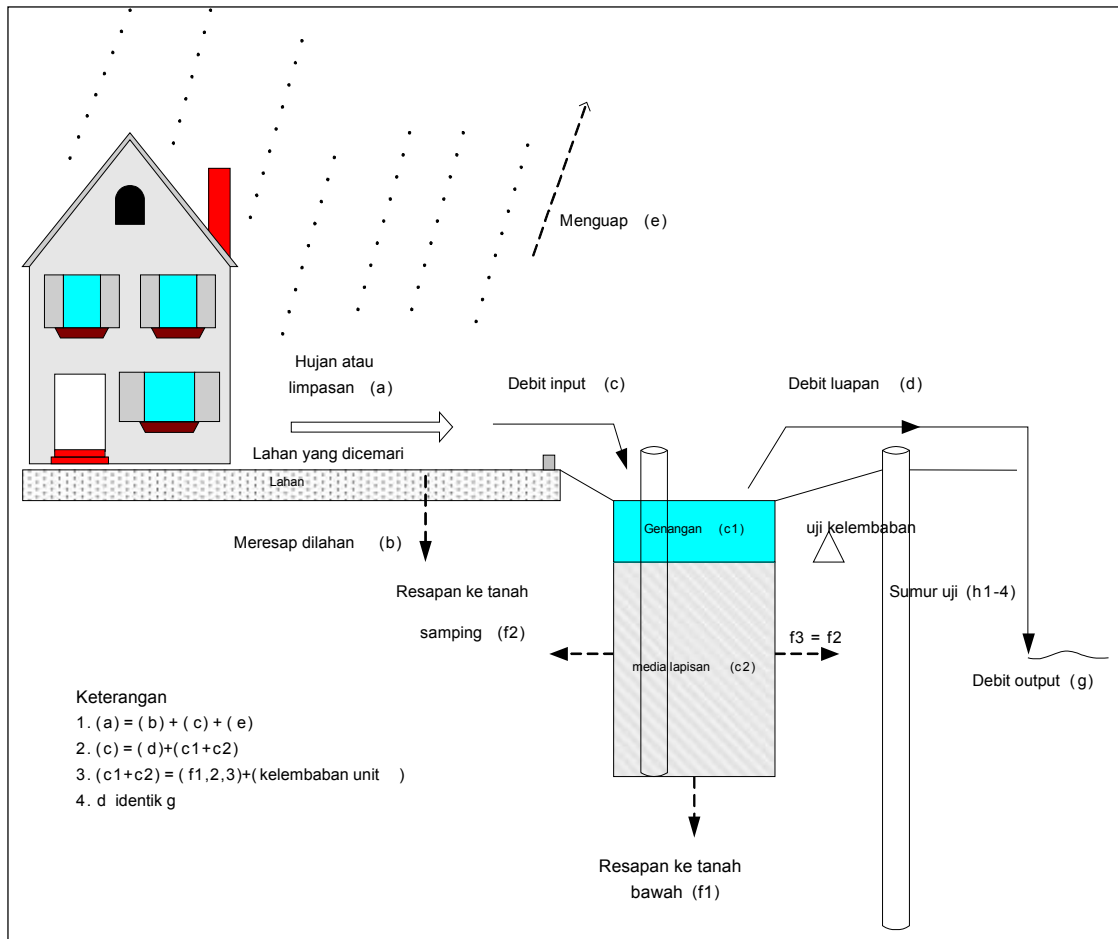 Menguap (e)
Hujan atau
limpasan (a)
Debit input (c)
Debit luapan (d)
Lahan yang dicemari
Lahan
Meresap dilahan (b)
Genangan (c1)
uji kelembaban
Resapan ke tanah
samping (f2)
Sumur uji (h1-4)
f3 = f2
media lapisan (c2)
Debit output (g)
Keterangan
1. (a) = (b) + (c) + (e)
2. (c) = (d)+(c1+c2)
3. (c1+c2) = (f1,2,3)+(kelembaban unit )
4. d identik g
Resapan ke tanah
bawah (f1)